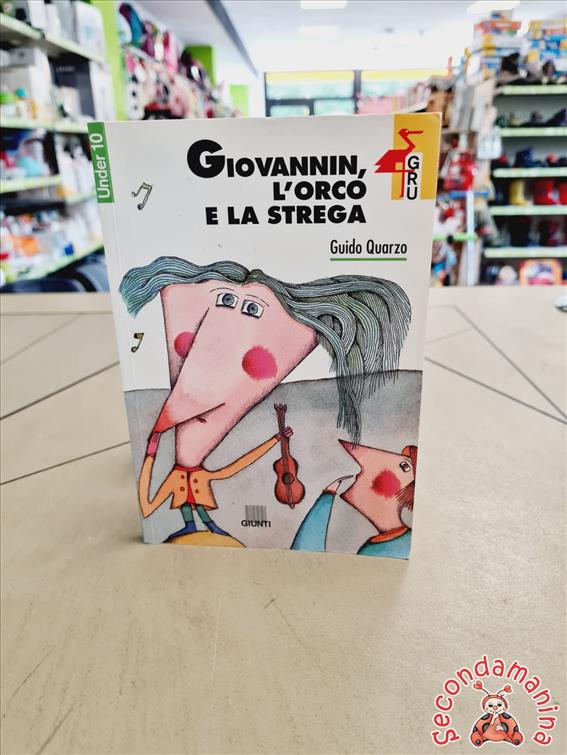 Under 10
GIOVANNIN,
L'ORCO
E LA STREGA
GRU
Guido Quarzo
GIUNTI
Secondamanina